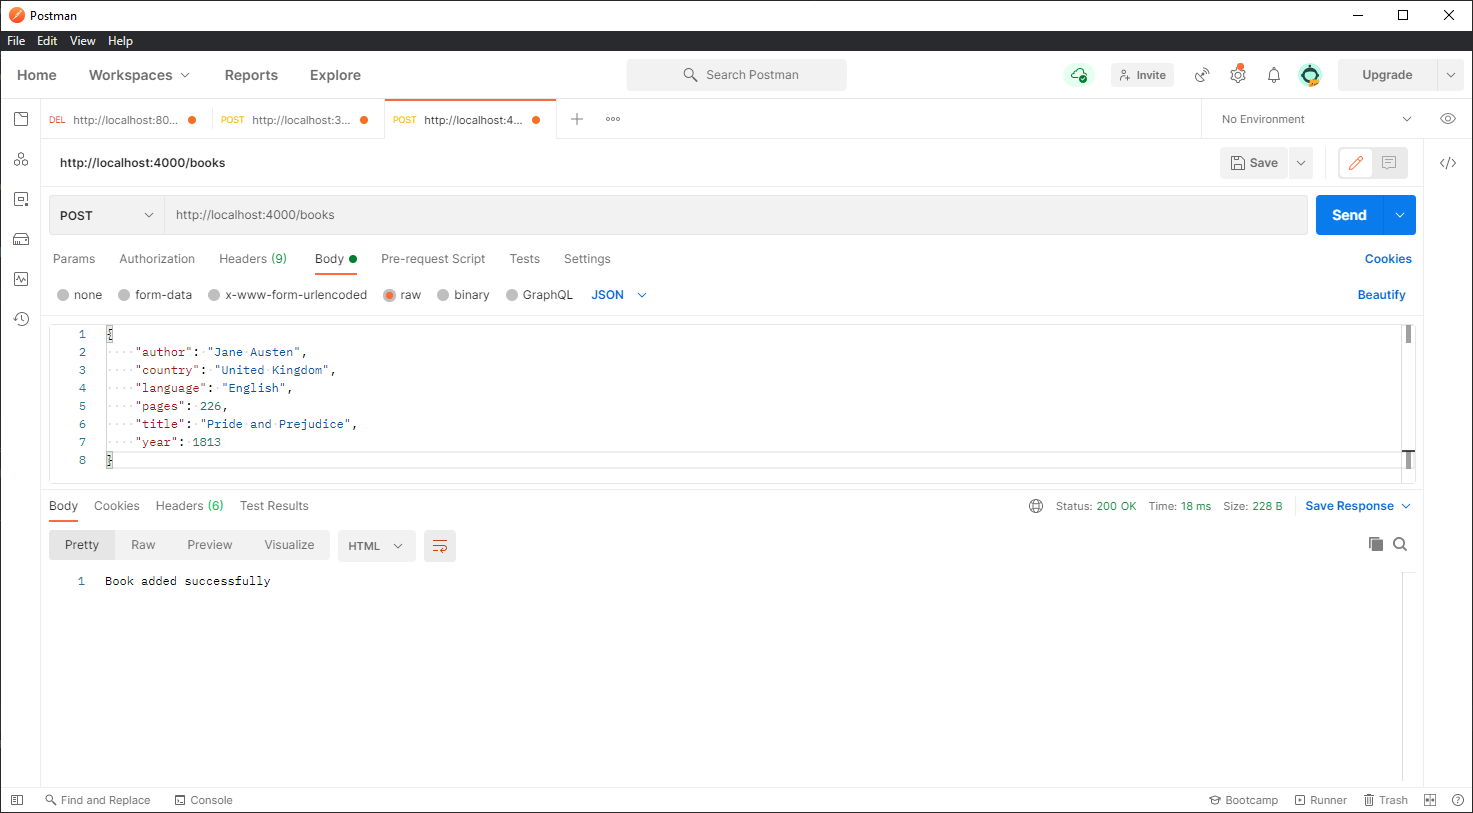 Postman
File Edit View Help
Home Workspaces Reports Explore Search Postman Invite Upgrade
DEL http://localhost:80... POST http://localhost:3... POST http://localhost:4... No Environment
http://localhost:4000/books Save
POST http://localhost:4000/books Send
Params Authorization Headers (9) Body Pre-request Script Tests Settings Cookies
none form-data x-www-form-urlencoded raw binary GraphQL JSON Beautify
1 {
2 "author": "Jane Austen",
3 "country": "United Kingdom",
4 "language": "English",
5 "pages": 226,
6 "title": "Pride and Prejudice",
7 "year": 1813
8 }
Body Cookies Headers (6) Test Results Status: 200 OK Time: 18 ms Size: 228 B Save Response
Pretty Raw Preview Visualize HTML
1 Book added successfully
Find and Replace Console Bootcamp Runner Trash